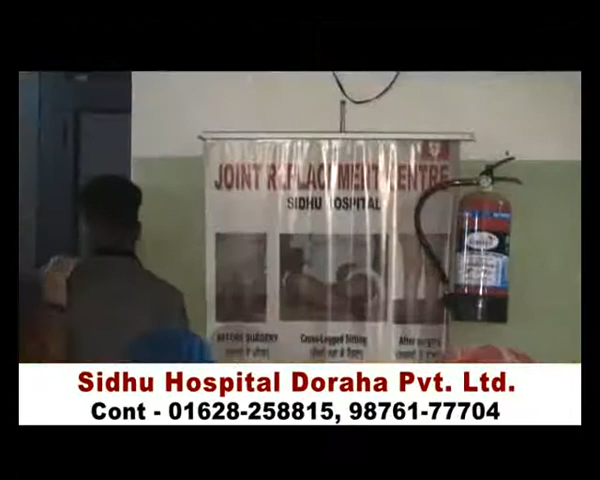 JOINT REPLACEMENT CENTRE
SIDHU HOSPITAL
BEFORE SURGERY
Cross-Legged Sitting
After
Sidhu Hospital Doraha Pvt. Ltd.
Cont - 01628-258815, 98761-77704